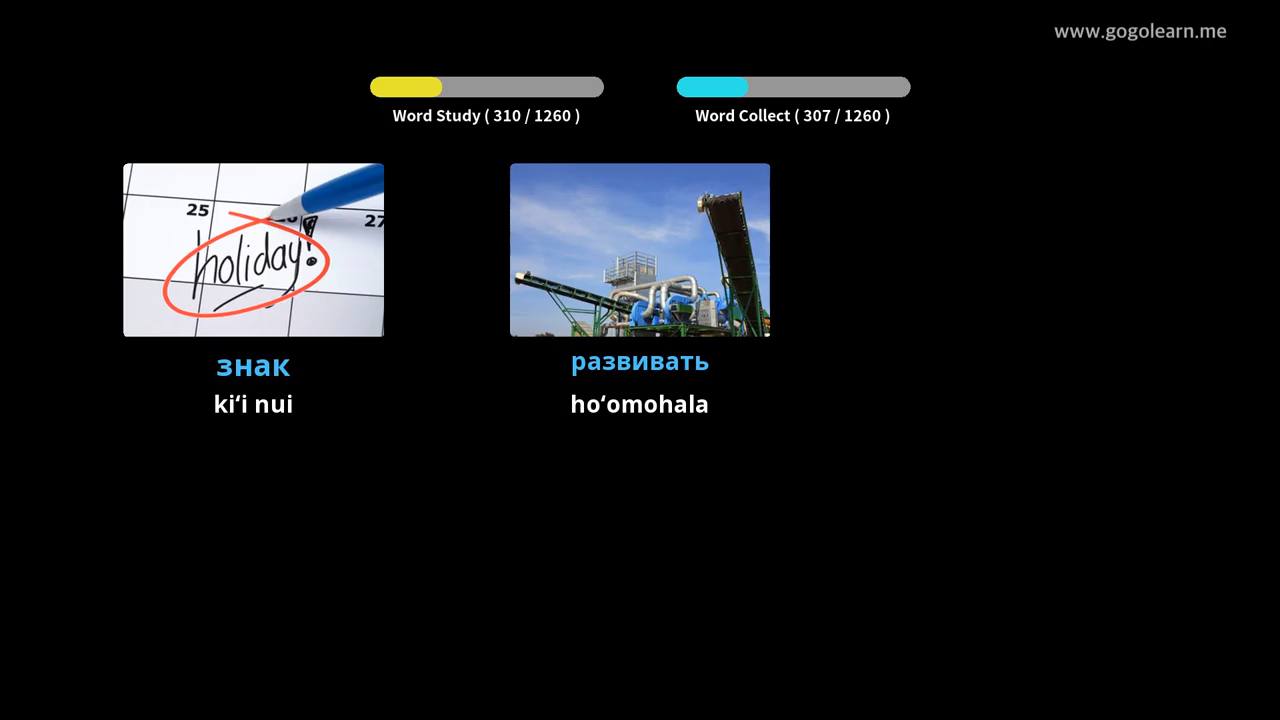 www.gogolearn.me
Word Study ( 310 / 1260 )
Word Collect ( 307 / 1260 )
25
27
holiday!
знак
kiʻi nui
развивать
hoʻomohala